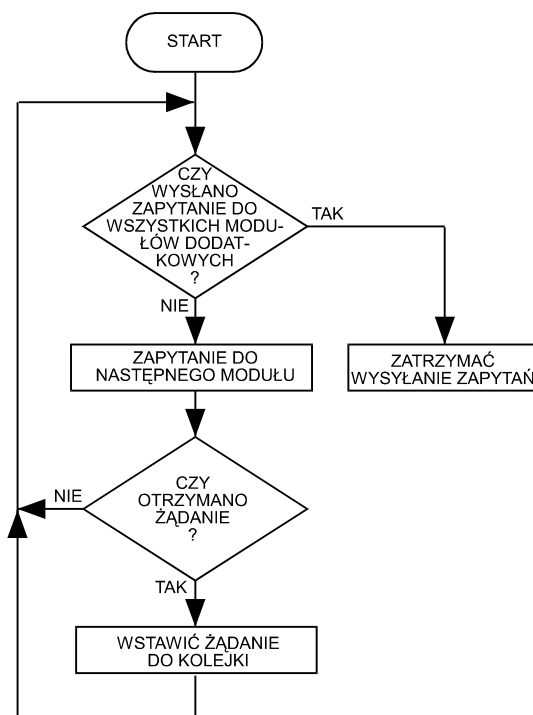 START
CZY
WYSŁANO
ZAPYTANIE DO
WSZYSTKICH MODU-
ŁÓW DODAT-
KOWYCH
?
TAK
NIE
ZAPYTANIE DO
NASTĘPNEGO MODUŁU
ZATRZYMAĆ
WYSYŁANIE ZAPYTAŃ
CZY
OTRZYMANO
ŻĄDANIE
?
NIE
TAK
WSTAWIĆ ŻĄDANIE
DO KOLEJKI